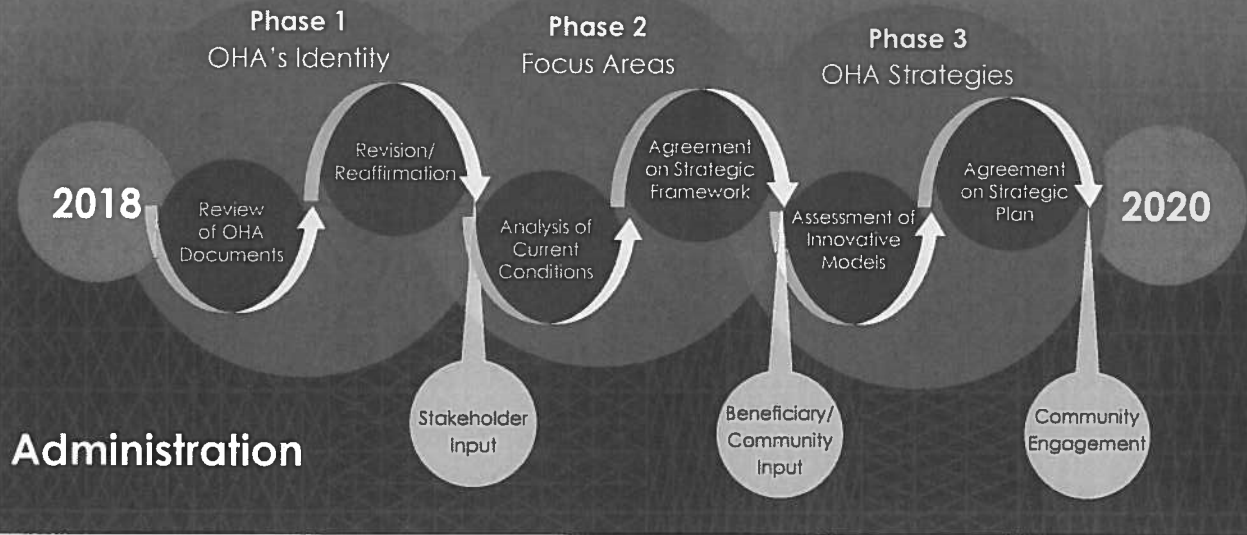 Phase 1
OHA's Identity
Phase 2
Focus Areas
Phase 3
OHA Strategies
2018
Review
of OHA
Documents
Revision/
Reaffirmation
Analysis of
Current
Conditions
Agreement
on Strategic
Framework
Assessment of
Innovative
Models
Agreement
on Strategic
Plan
2020
Stakeholder
Input
Beneficiary/
Community
Input
Community
Engagement
Administration